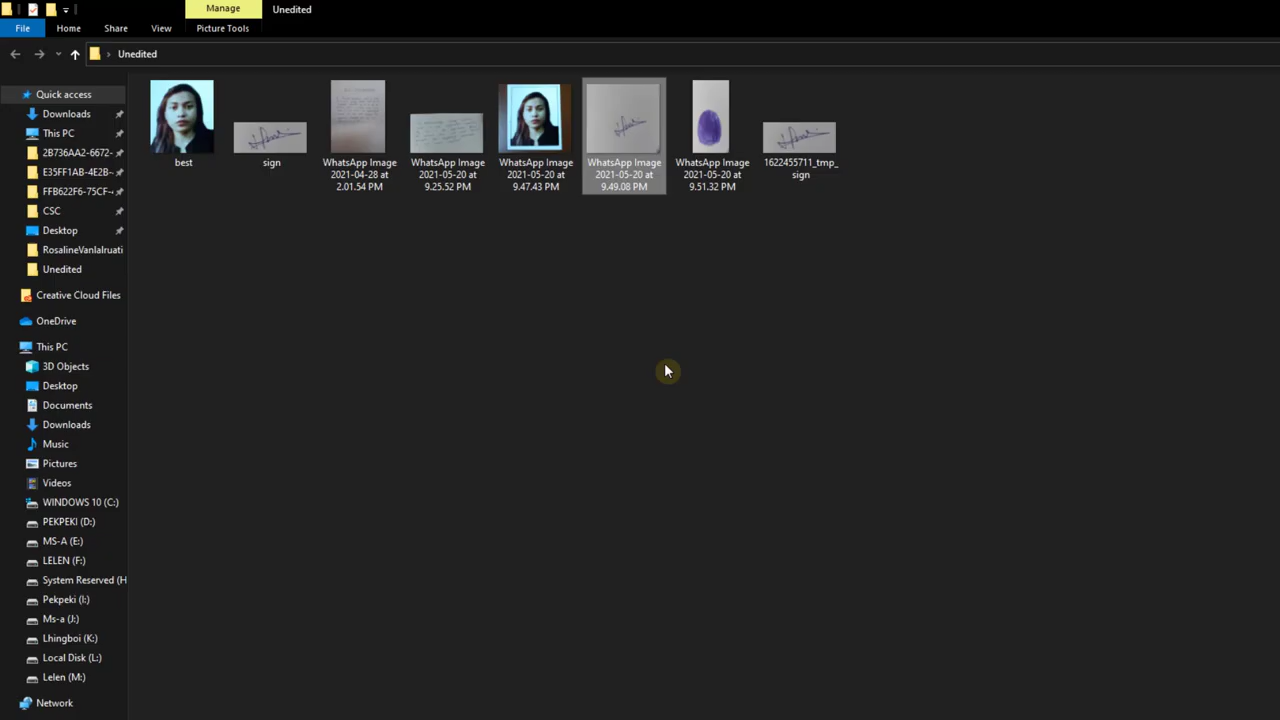 Manage
Unedited
File
Home
Share
View
Picture Tools
Unedited
Quick access
Downloads
This PC
2B736AA2-6672-
E35FF1AB-4E2B-
FFB622F6-75CF-
CSC
Desktop
RosalineVanlalruati
Unedited
Creative Cloud Files
OneDrive
This PC
3D Objects
Desktop
Documents
Downloads
Music
Pictures
Videos
WINDOWS 10 (C:)
PEKPEKI (D:)
MS-A (E:)
LELEN (F:)
System Reserved (H
Pekpeki (I:)
Ms-a (J:)
Lhingboi (K:)
Local Disk (L:)
Lelen (M:)
Network
best
sign
WhatsApp Image
2021-04-28 at
2.01.54 PM
WhatsApp Image
2021-05-20 at
9.25.52 PM
WhatsApp Image
2021-05-20 at
9.47.43 PM
WhatsApp Image
2021-05-20 at
9.49.08 PM
WhatsApp Image
2021-05-20 at
9.51.32 PM
1622455711_tmp_
sign